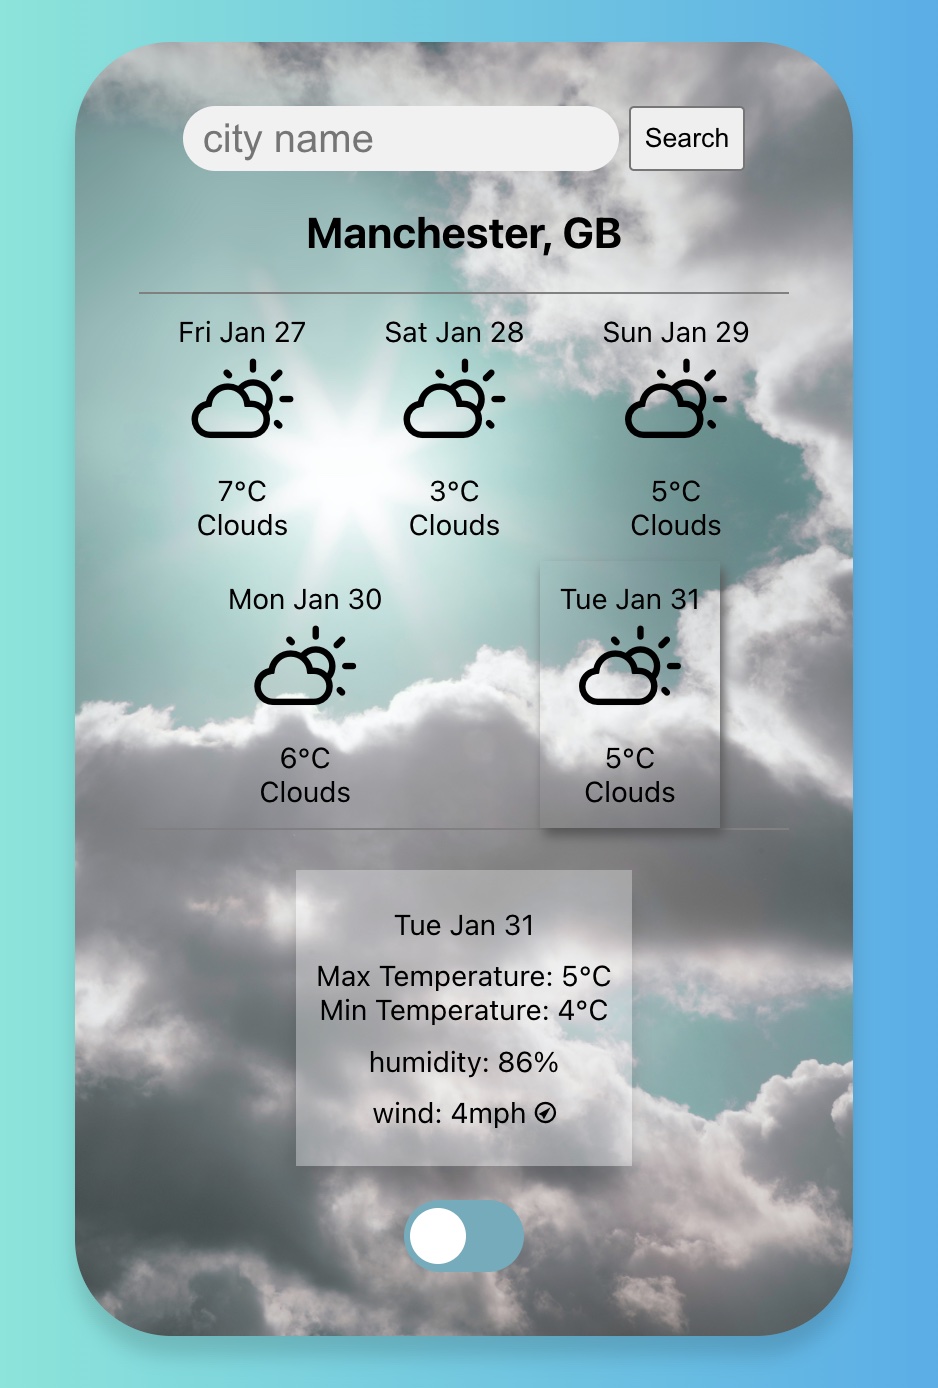 city name
Search
Manchester, GB
Fri Jan 27
Sat Jan 28
Sun Jan 29
7°C
3°C
5°C
Clouds
Clouds
Clouds
Mon Jan 30
Tue Jan 31
6°C
5°C
Clouds
Clouds
Tue Jan 31
Max Temperature: 5°C
Min Temperature: 4°C
humidity: 86%
wind: 4mph